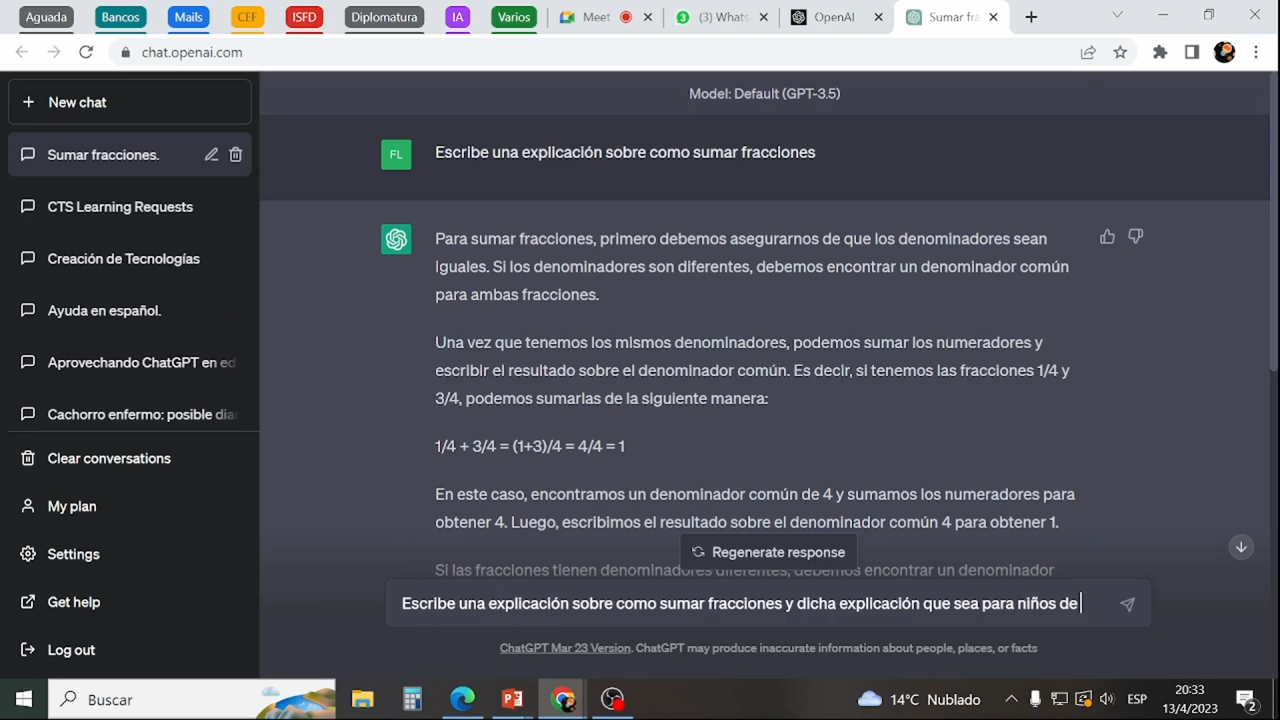 Aguada
Bancos
Mails
CEF
ISFD
Diplomatura
IA
Varios
Meet
(3) Whats
OpenAI
Sumar fra
chat.openai.com
New chat
Sumar fracciones.
CTS Learning Requests
Creación de Tecnologías
Ayuda en español.
Aprovechando ChatGPT en ed
Cachorro enfermo: posible dia
Clear conversations
My plan
Settings
Get help
Log out
Model: Default (GPT-3.5)
FL
Escribe una explicación sobre como sumar fracciones
Para sumar fracciones, primero debemos asegurarnos de que los denominadores sean
iguales. Si los denominadores son diferentes, debemos encontrar un denominador común
para ambas fracciones.
Una vez que tenemos los mismos denominadores, podemos sumar los numeradores y
escribir el resultado sobre el denominador común. Es decir, si tenemos las fracciones 1/4 y
3/4, podemos sumarlas de la siguiente manera:
1/4 + 3/4 = (1+3)/4 = 4/4 = 1
En este caso, encontramos un denominador común de 4 y sumamos los numeradores para
obtener 4. Luego, escribimos el resultado sobre el denominador común 4 para obtener 1.
Regenerate response
Si las fracciones tienen denominadores diferentes, debemos encontrar un denominador
Escribe una explicación sobre como sumar fracciones y dicha explicación que sea para niños de
ChatGPT Mar 23 Version. ChatGPT may produce inaccurate information about people, places, or facts
Buscar
14°C Nublado
ESP
20:33
13/4/2023
2